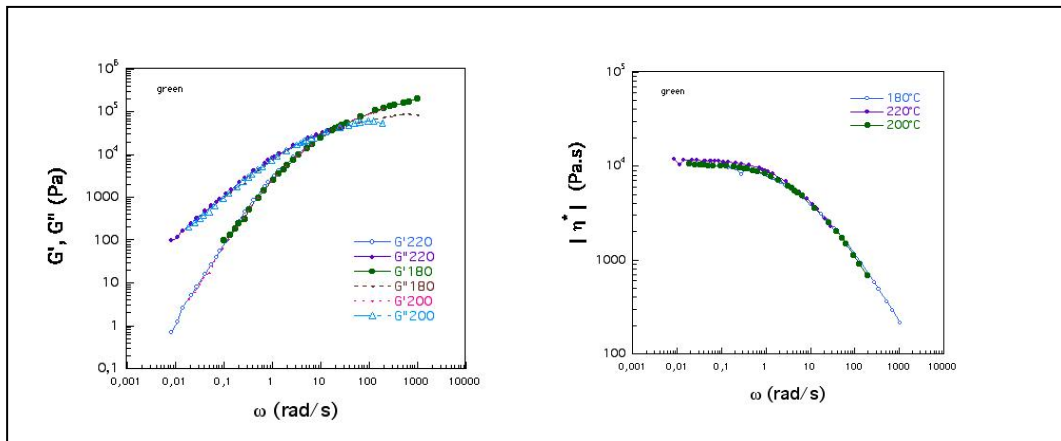 10⁶
10⁵
10⁴
1000
100
10
1
0,1
G', G'' (Pa)
green
G'220
G"220
G'180
G"180
G'200
G"200
0,001 0,01 0,1 1 10 100 1000 10000
ω (rad/s)
10⁵
10⁴
1000
100
| η* | (Pa.s)
green
180°C
220°C
200°C
0,001 0,01 0,1 1 10 100 1000 10000
ω (rad/s)